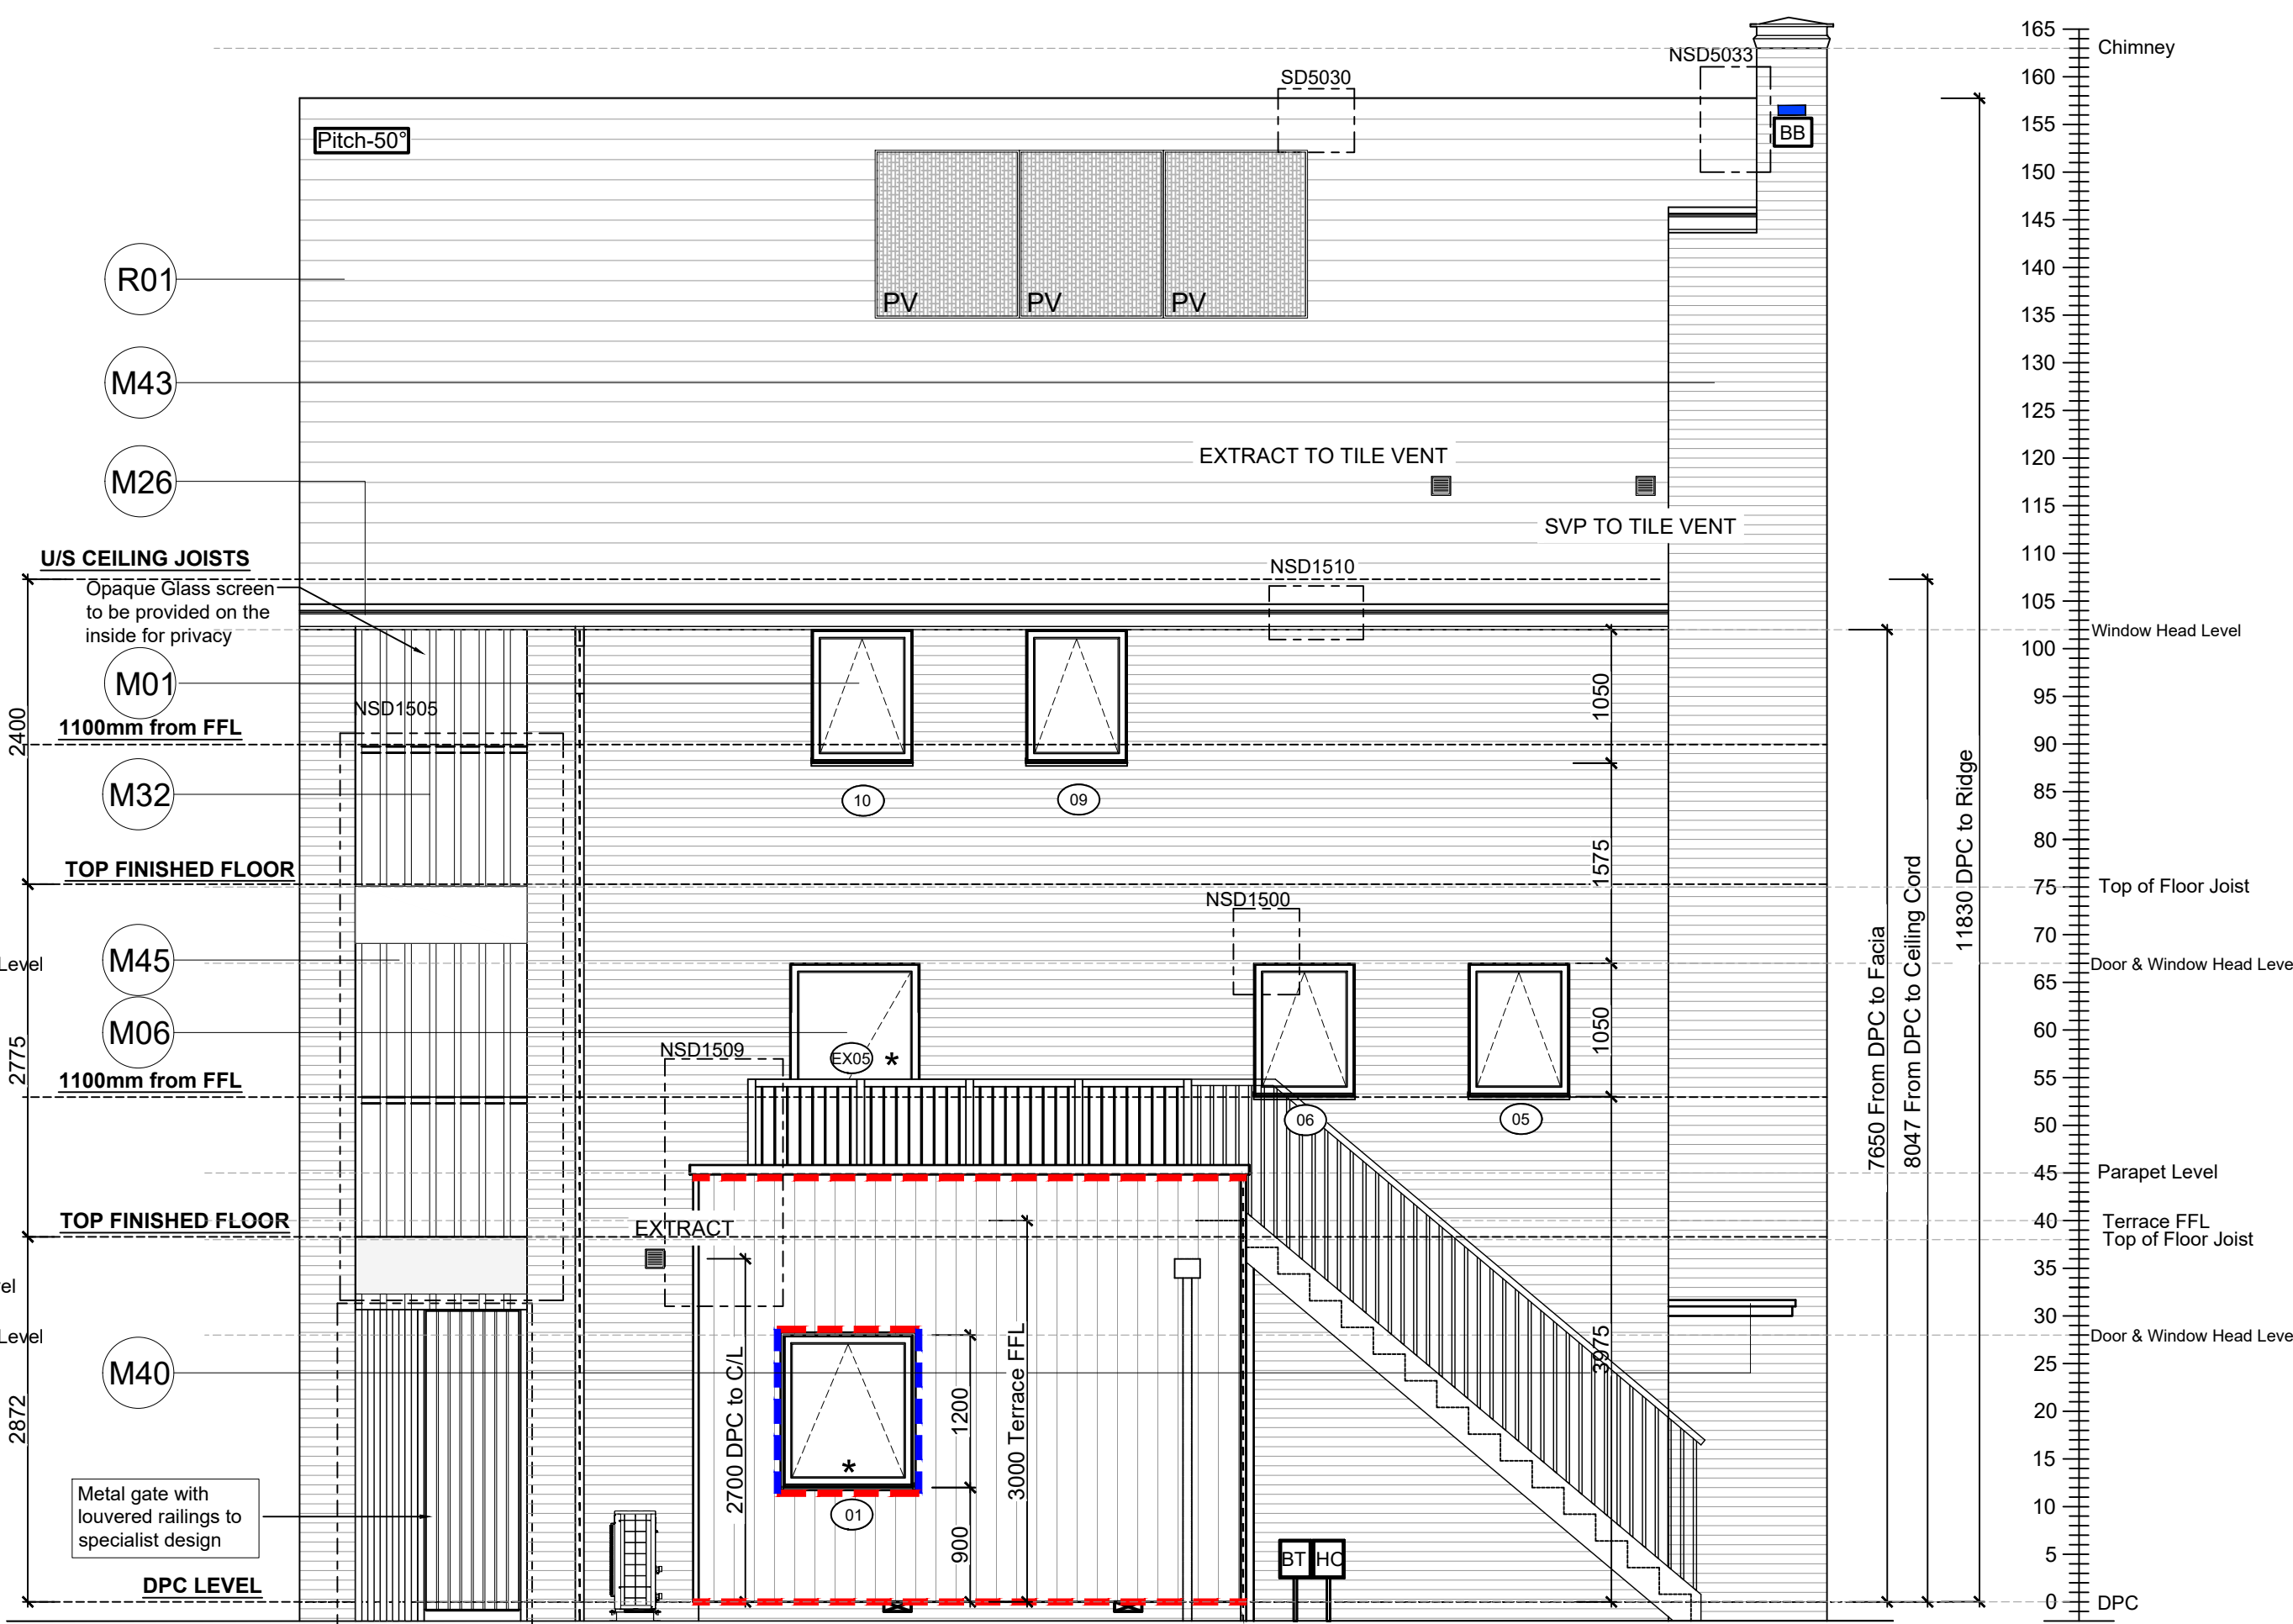 165
Chimney
NSD5033
SD5030
160
Pitch-50°
155
BB
150
145
140
R01
PV
PV
PV
135
130
M43
125
EXTRACT TO TILE VENT
120
M26
115
SVP TO TILE VENT
110
U/S CEILING JOISTS
NSD1510
Opaque Glass screen
to be provided on the
inside for privacy
105
Window Head Level
100
M01
1050
95
NSD1505
2400
1100mm from FFL
90
M32
10
09
85
11830 DPC to Ridge
80
1575
TOP FINISHED FLOOR
75
Top of Floor Joist
NSD1500
8047 From DPC to Ceiling Cord
7650 From DPC to Facia
70
M45
Level
Door & Window Head Leve
65
M06
1050
60
NSD1509
EX05
*
2775
1100mm from FFL
55
06
05
50
45
Parapet Level
TOP FINISHED FLOOR
EXTRACT
40
Terrace FFL
Top of Floor Joist
35
vel
30
Level
Door & Window Head Leve
3975
M40
25
2700 DPC to C/L
3000 Terrace FFL
1200
2872
20
*
15
Metal gate with
louvered railings to
specialist design
01
10
900
BT
HC
5
DPC LEVEL
0
DPC